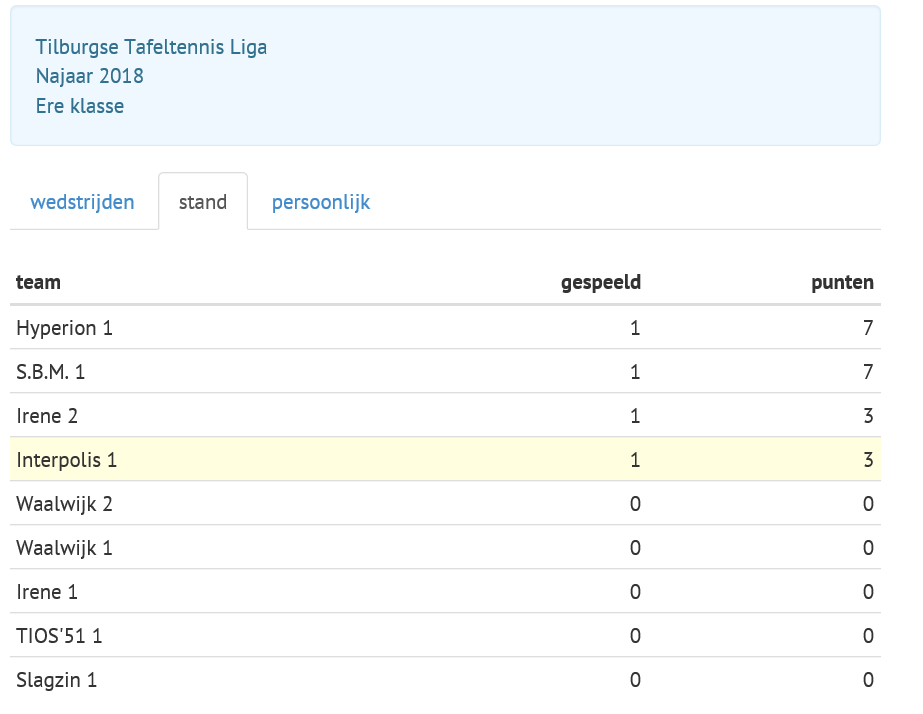 Tilburgse Tafeltennis Liga
Najaar 2018
Ere klasse
wedstrijden stand persoonlijk
team gespeeld punten
Hyperion 1 1 7
S.B.M. 1 1 7
Irene 2 1 3
Interpolis 1 1 3
Waalwijk 2 0 0
Waalwijk 1 0 0
Irene 1 0 0
TIOS'51 1 0 0
Slagzin 1 0 0